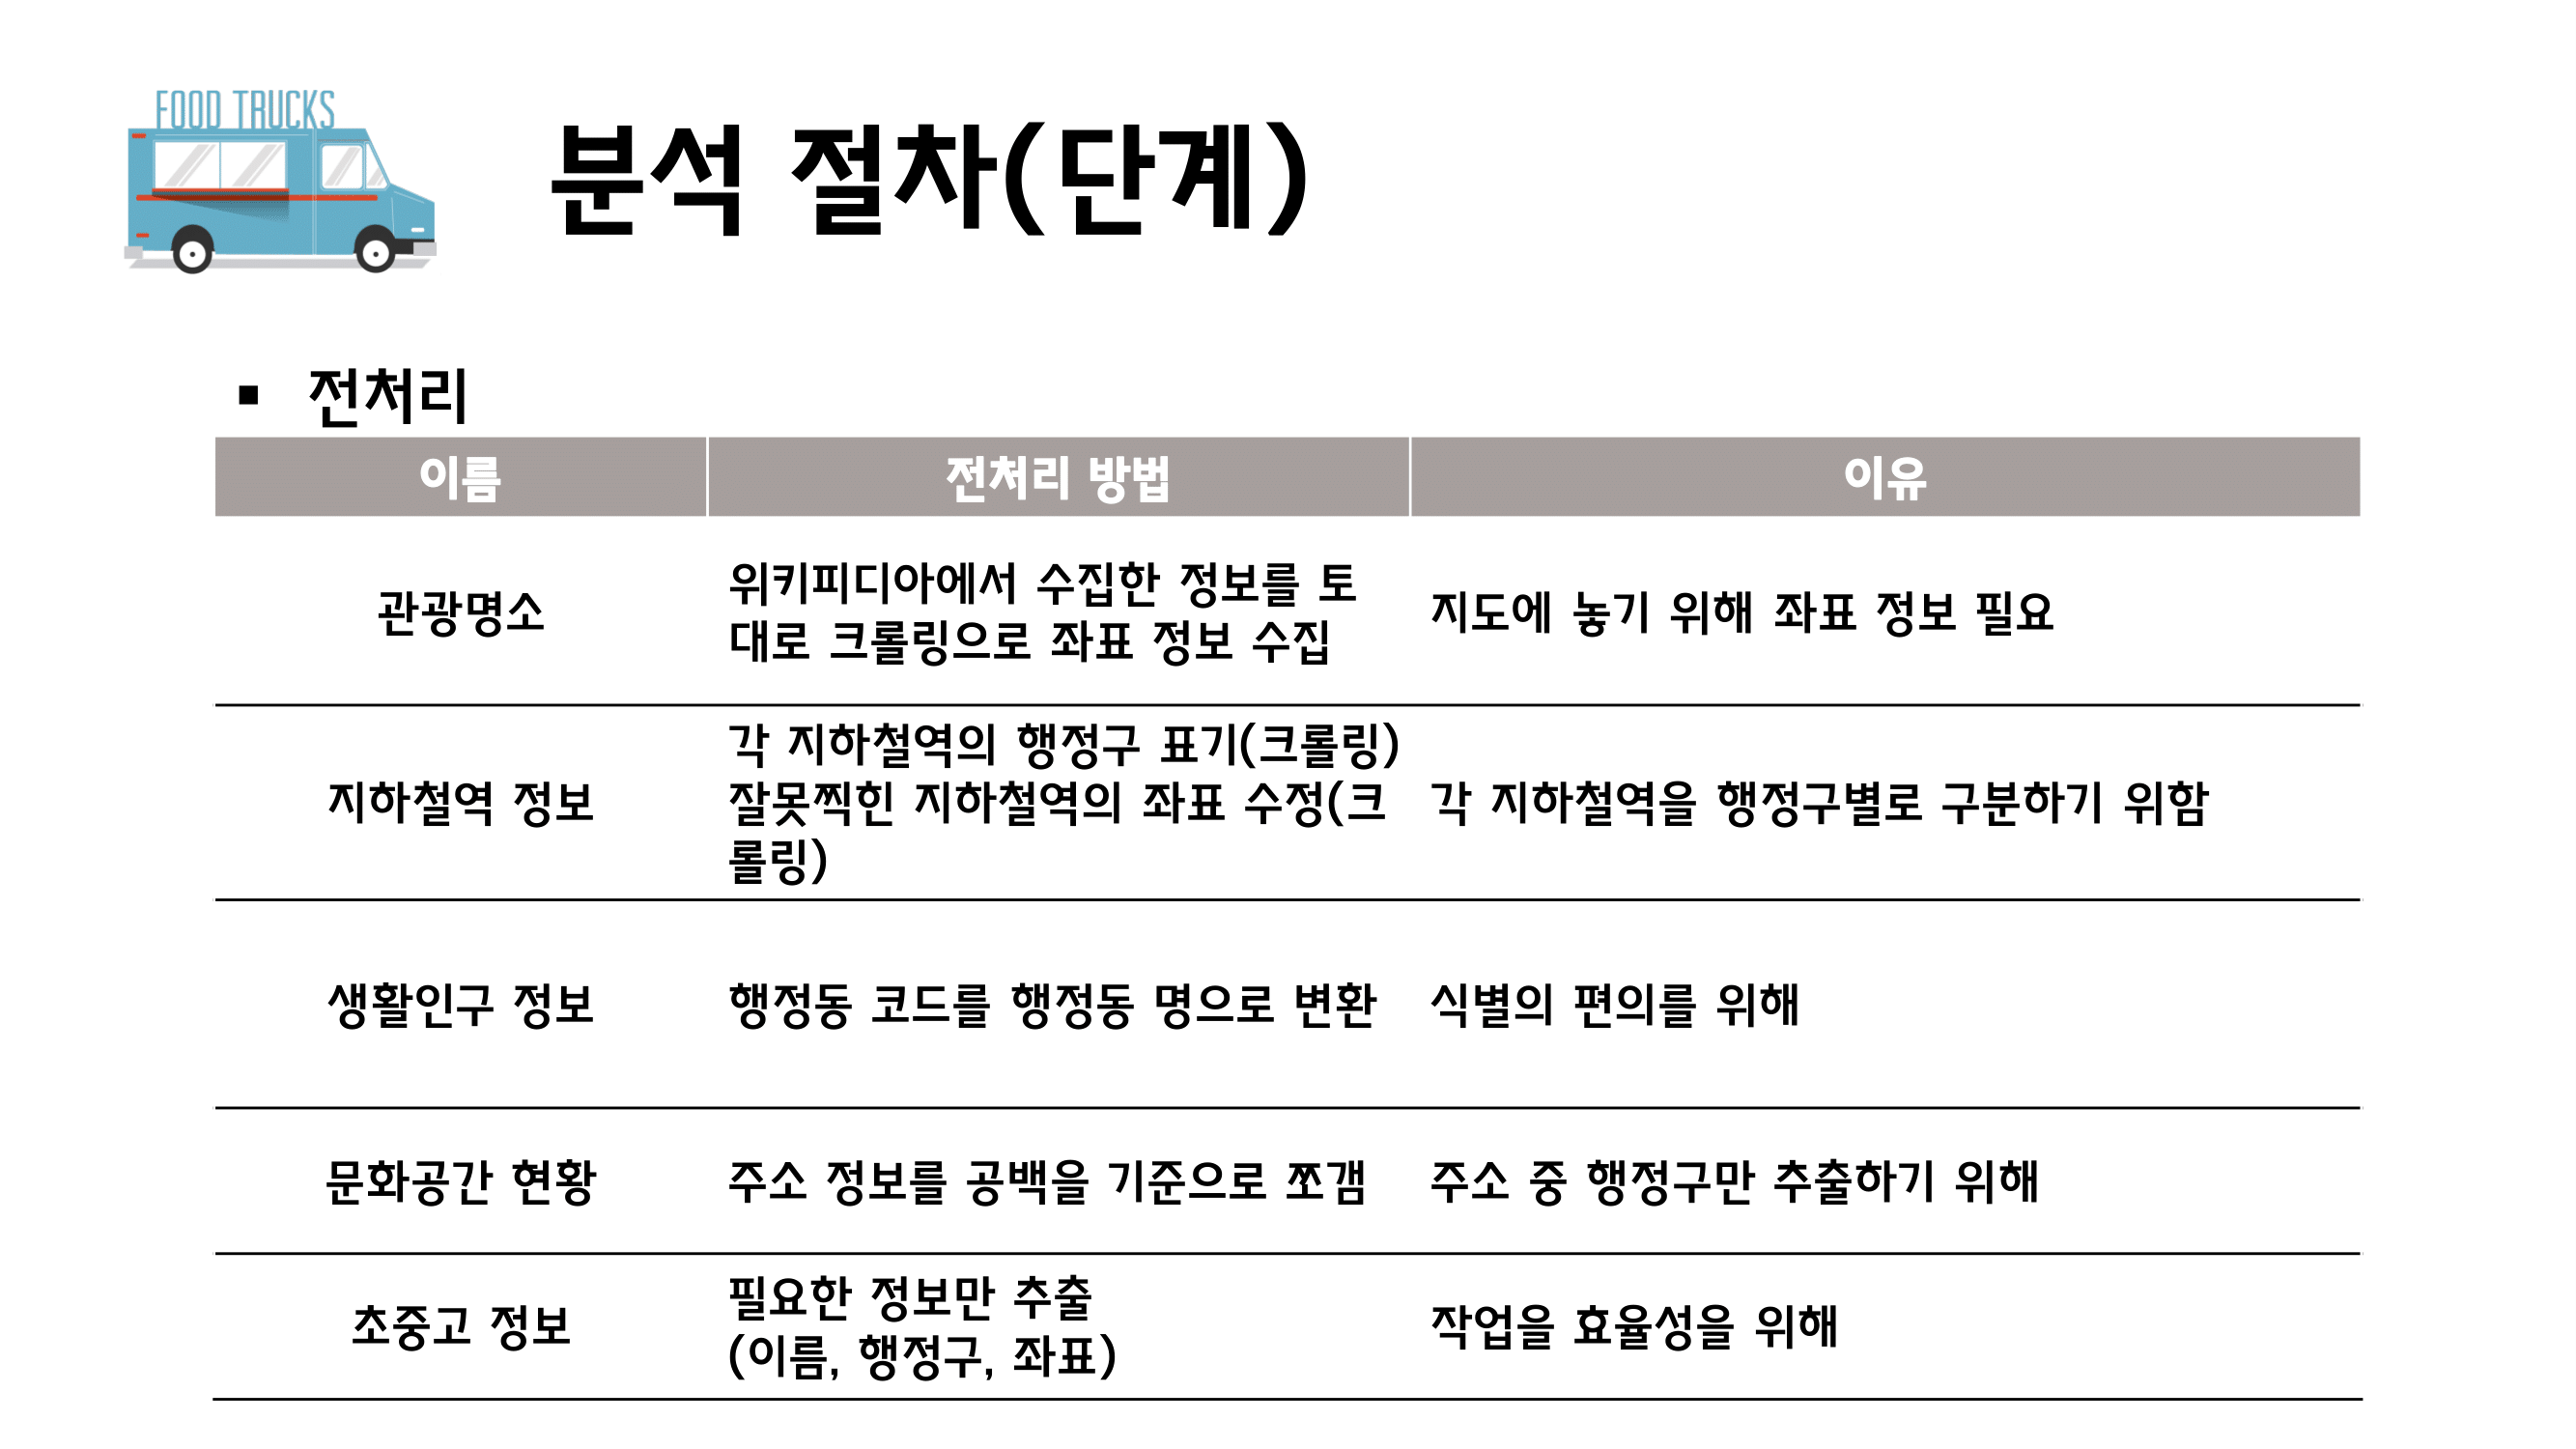 FOOD TRUCKS
분석 절차(단계)
▪ 전처리
이름 전처리 방법 이유
관광명소
위키피디아에서 수집한 정보를 토
대로 크롤링으로 좌표 정보 수집
지도에 놓기 위해 좌표 정보 필요
지하철역 정보
각 지하철역의 행정구 표기(크롤링)
잘못찍힌 지하철역의 좌표 수정(크
롤링)
각 지하철역을 행정구별로 구분하기 위함
생활인구 정보
행정동 코드를 행정동 명으로 변환
식별의 편의를 위해
문화공간 현황
주소 정보를 공백을 기준으로 쪼갬
주소 중 행정구만 추출하기 위해
초중고 정보
필요한 정보만 추출
(이름, 행정구, 좌표)
작업을 효율성을 위해